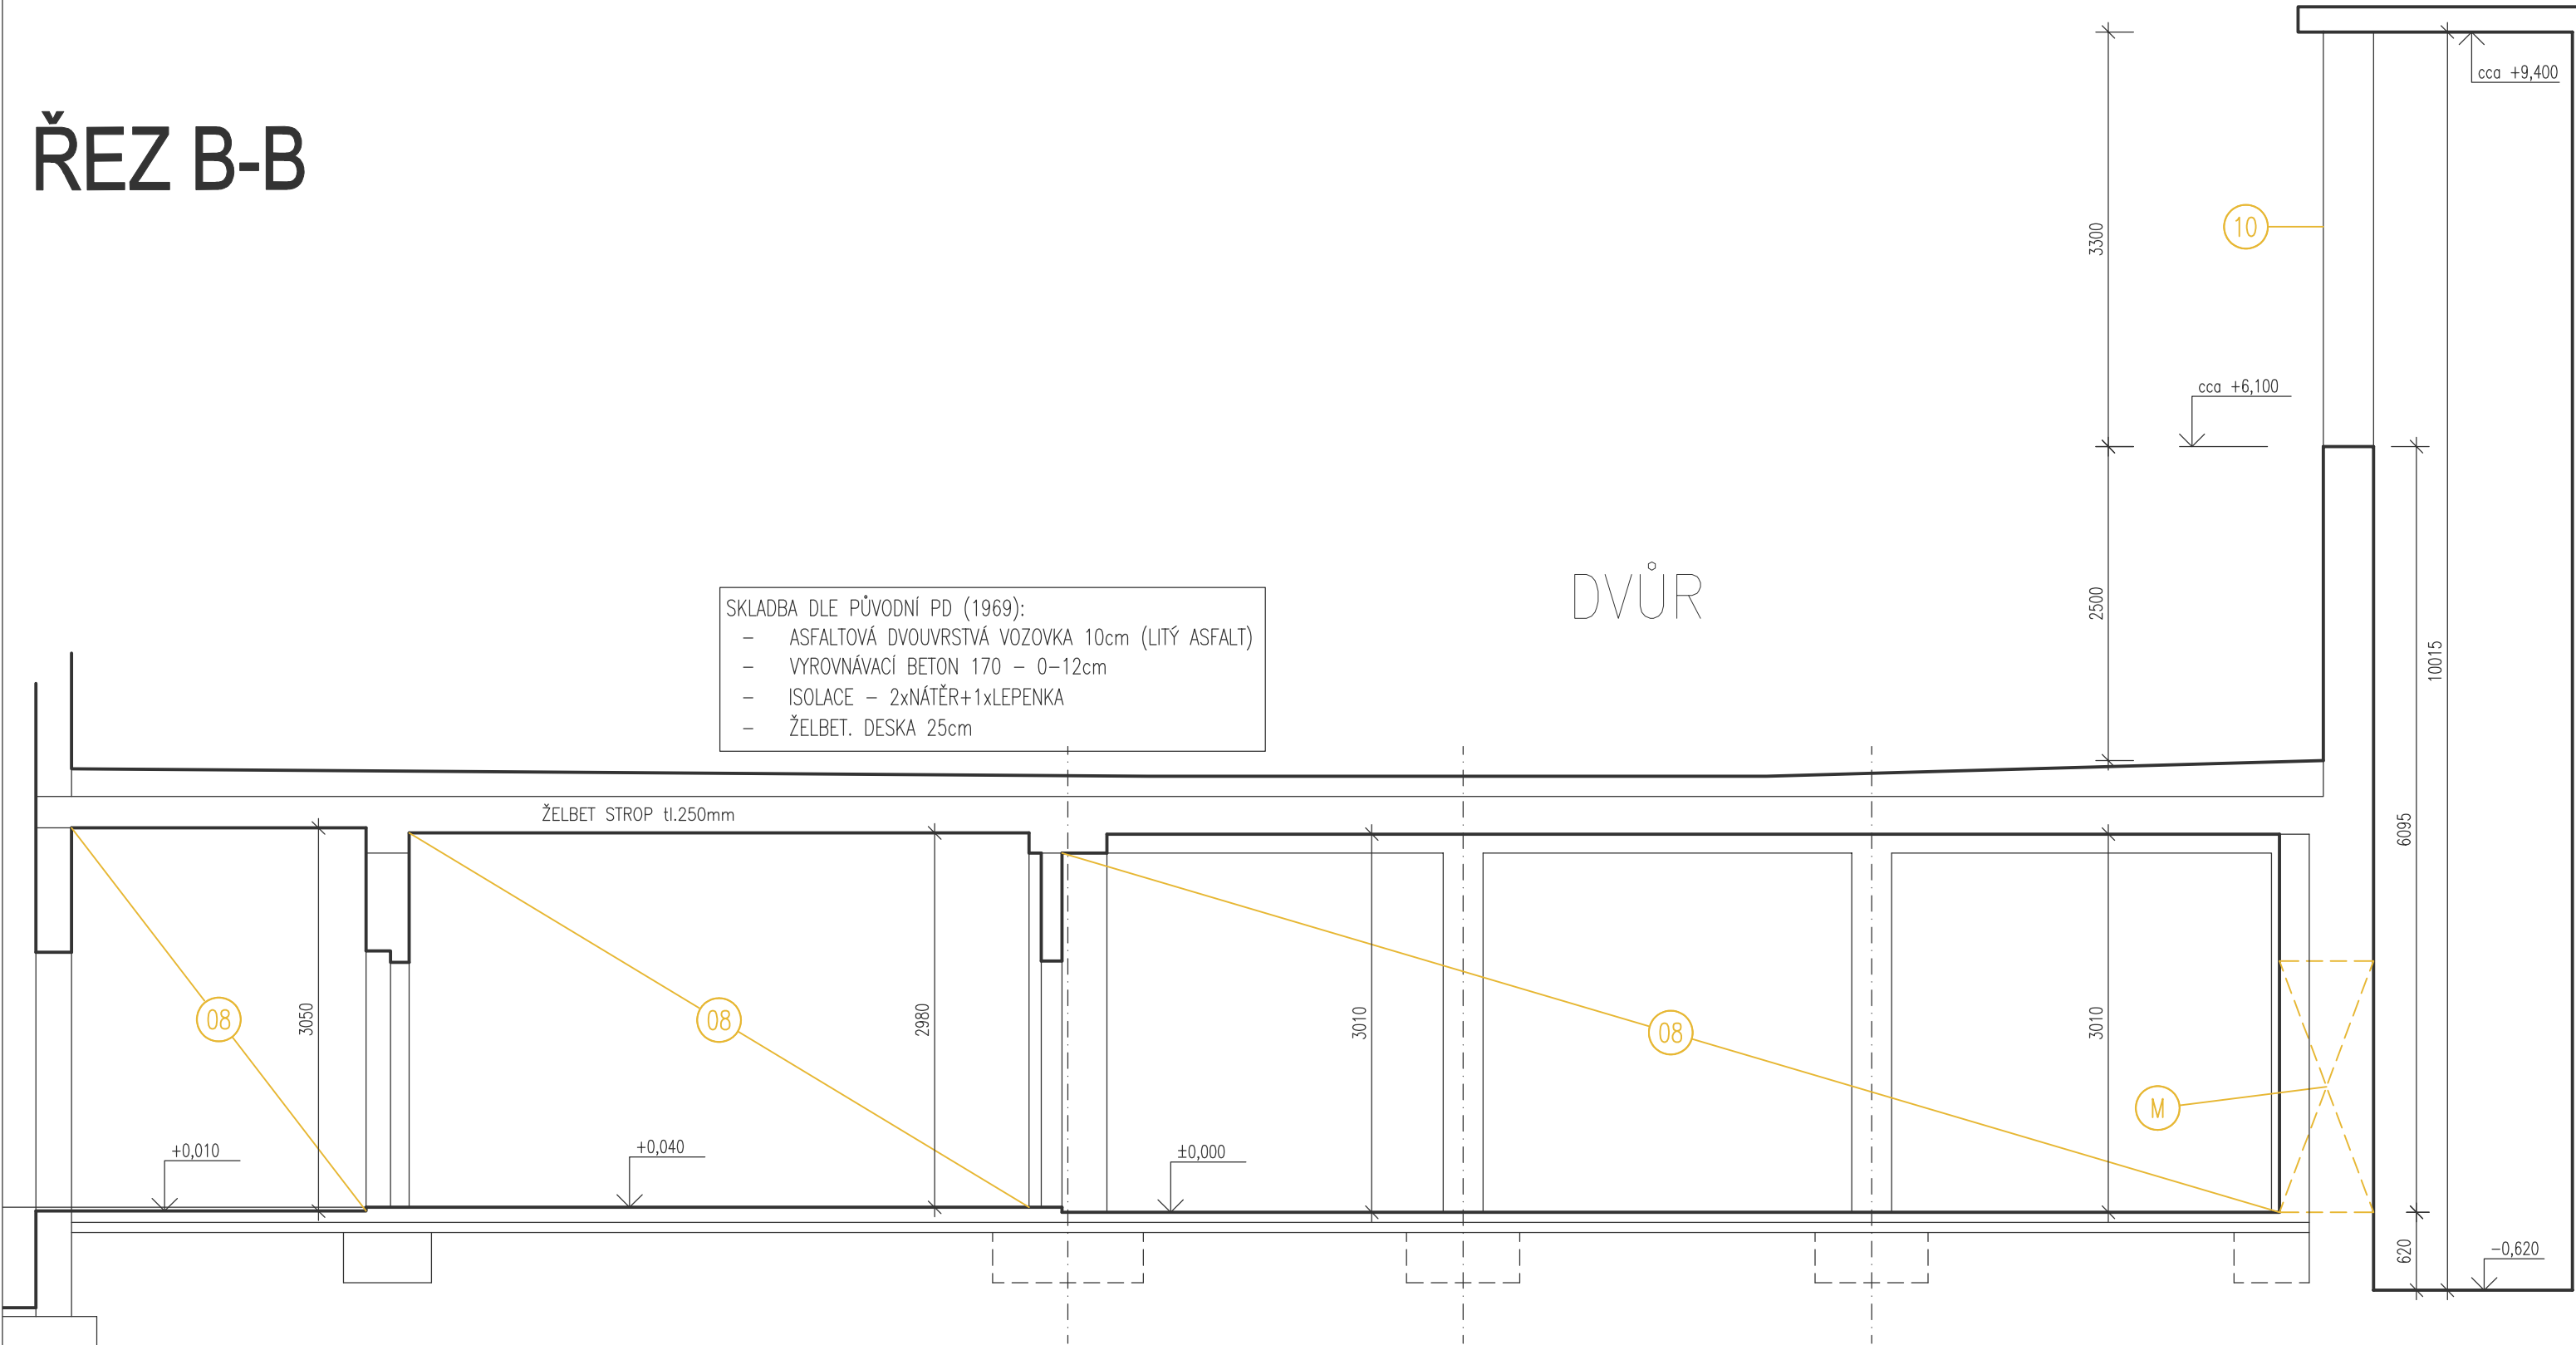 ŘEZ B-B
cca +9,400
10
3300
cca +6,100
2500
DVŮR
SKLADBA DLE PŮVODNÍ PD (1969):
- ASFALTOVÁ DVOUVRSTVÁ VOZOVKA 10cm (LITÝ ASFALT)
- VYROVNÁVACÍ BETON 170 - 0-12cm
- ISOLACE - 2xNÁTĚR+1xLEPENKA
- ŽELBET. DESKA 25cm
10015
6095
ŽELBET STROP tl.250mm
08
3050
08
2980
3010
08
3010
M
+0,010
+0,040
±0,000
620
-0,620